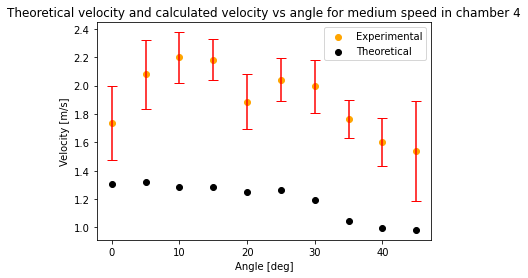 Theoretical velocity and calculated velocity vs angle for medium speed in chamber 4
Experimental
Theoretical
2.4
2.2
2.0
1.8
1.6
1.4
1.2
1.0
Velocity [m/s]
0 10 20 30 40
Angle [deg]